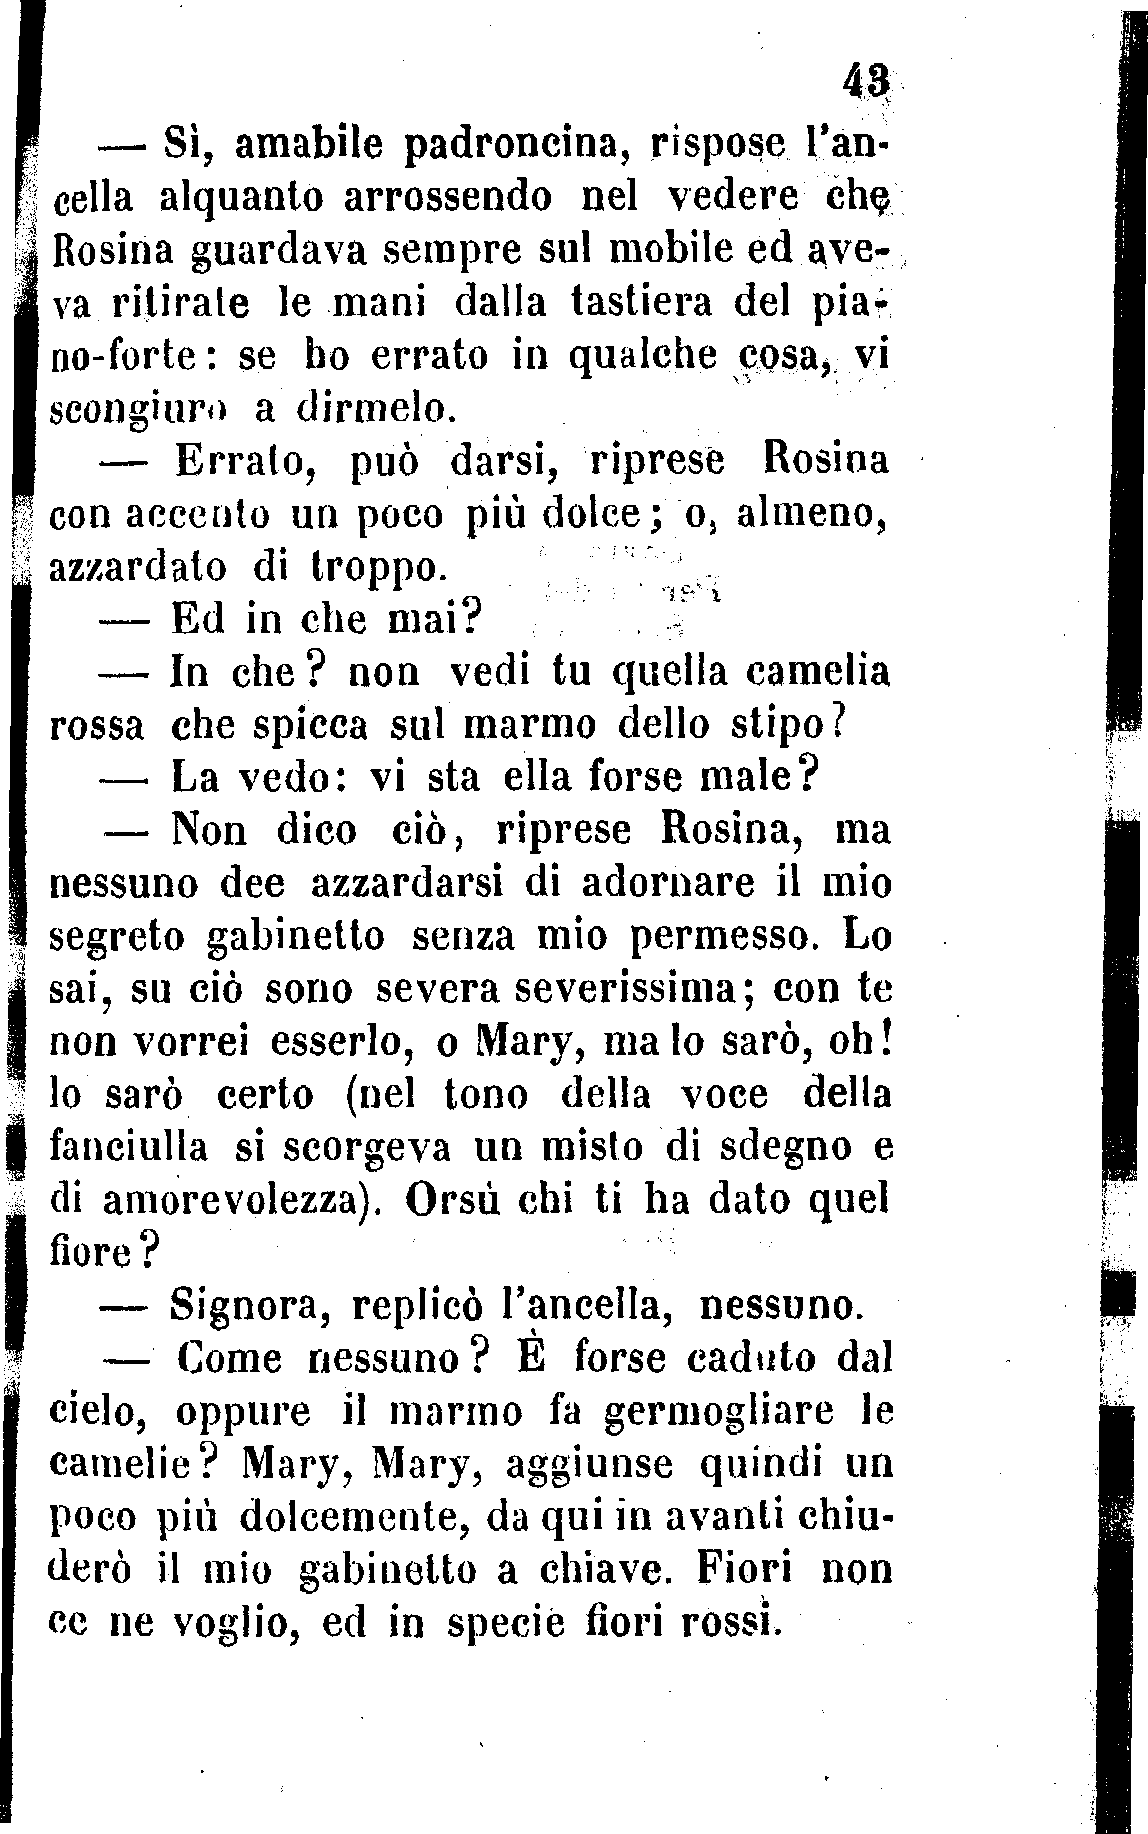 43
— Sì, amabile padroncina, rispose l'an-
cella alquanto arrossendo nel vedere che
Rosina guardava sempre sul mobile ed ave-
va ritirate le mani dalla tastiera del pia-
no-forte: se ho errato in qualche cosa, vi
scongiuro a dirmelo.
— Errato, può darsi, riprese Rosina
con accento un poco più dolce; o, almeno,
azzardato di troppo.
— Ed in che mai?
— In che? non vedi tu quella camelia
rossa che spicca sul marmo dello stipo?
— La vedo: vi sta ella forse male?
— Non dico ciò, riprese Rosina, ma
nessuno dee azzardarsi di adornare il mio
segreto gabinetto senza mio permesso. Lo
sai, su ciò sono severa severissima; con te
non vorrei esserlo, o Mary, ma lo sarò, oh!
lo sarò certo (nel tono della voce della
fanciulla si scorgeva un misto di sdegno e
di amorevolezza). Orsù chi ti ha dato quel
fiore?
— Signora, replicò l'ancella, nessuno.
— Come nessuno? È forse caduto dal
cielo, oppure il marmo fa germogliare le
camelie? Mary, Mary, aggiunse quindi un
poco più dolcemente, da qui in avanti chiu-
derò il mio gabinetto a chiave. Fiori non
ce ne voglio, ed in specie fiori rossi.